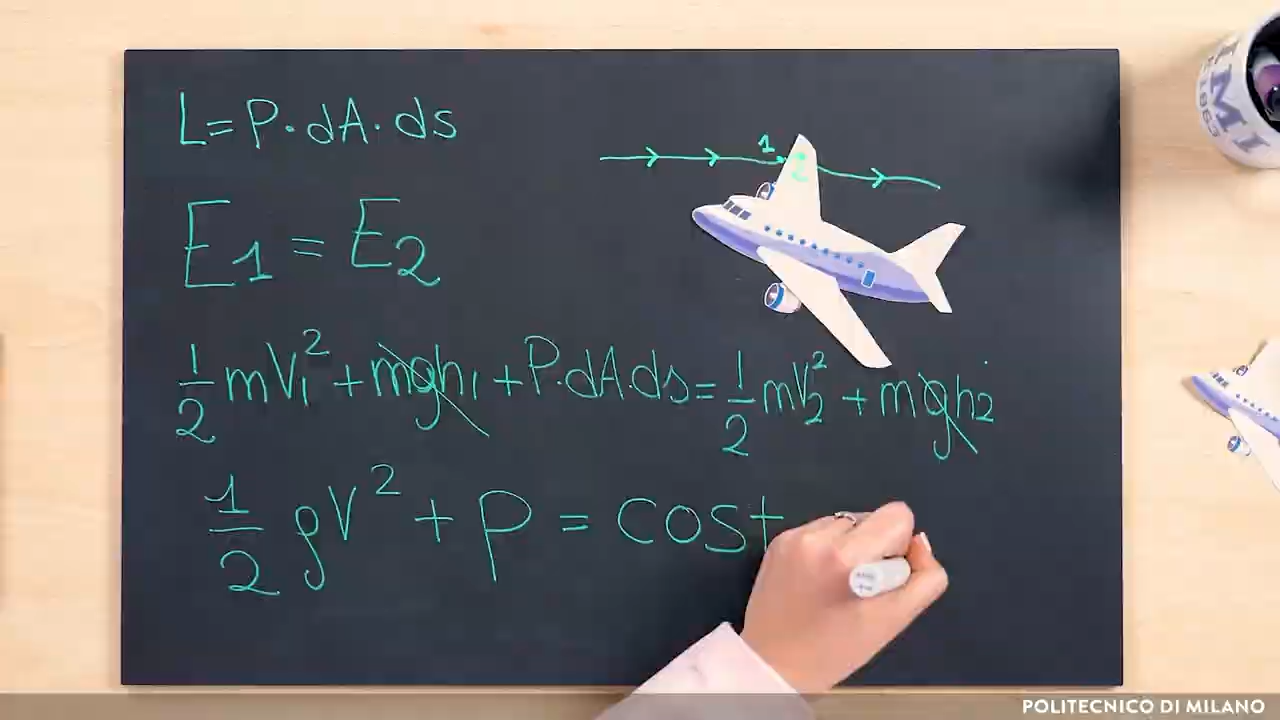 L=P·dA·ds
1
2
E1 = E2
1/2 mV1² + mgh1 + P·dA·ds = 1/2 mV2² + mgh2
1/2 ρV² + p = cost
POLITECNICO DI MILANO